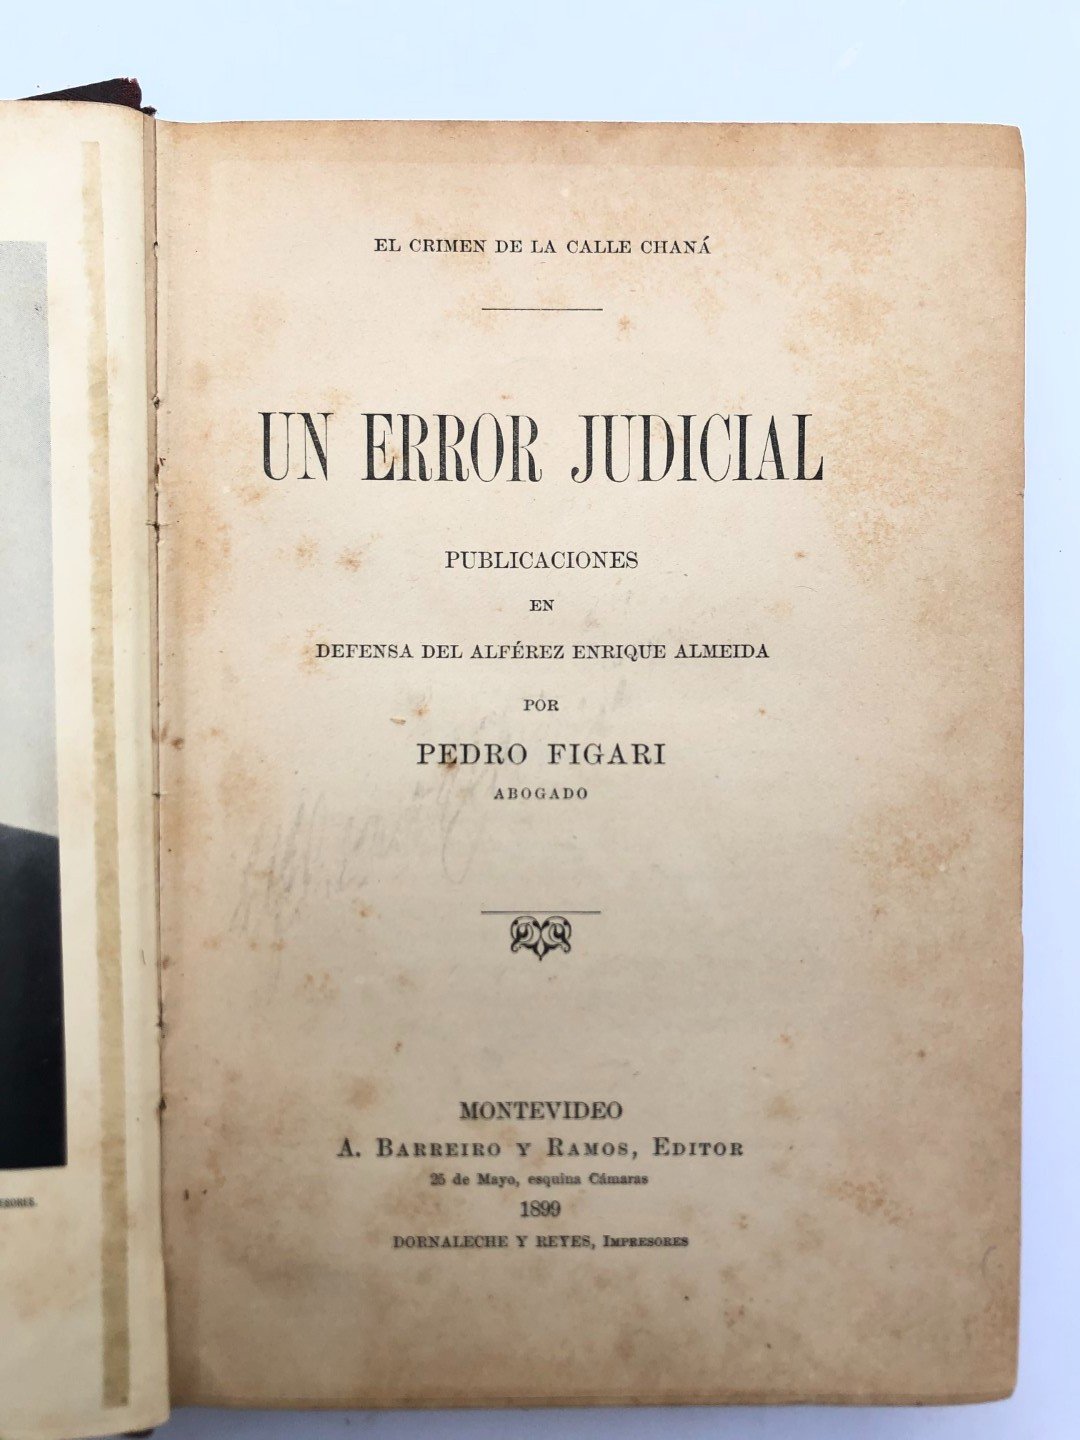 EL CRIMEN DE LA CALLE CHANÁ
UN ERROR JUDICIAL
PUBLICACIONES
EN
DEFENSA DEL ALFÉREZ ENRIQUE ALMEIDA
POR
PEDRO FIGARI
ABOGADO
MONTEVIDEO
A. BARREIRO Y RAMOS, EDITOR
25 de Mayo, esquina Cámaras
1899
DORNALECHE Y REYES, IMPRESORES